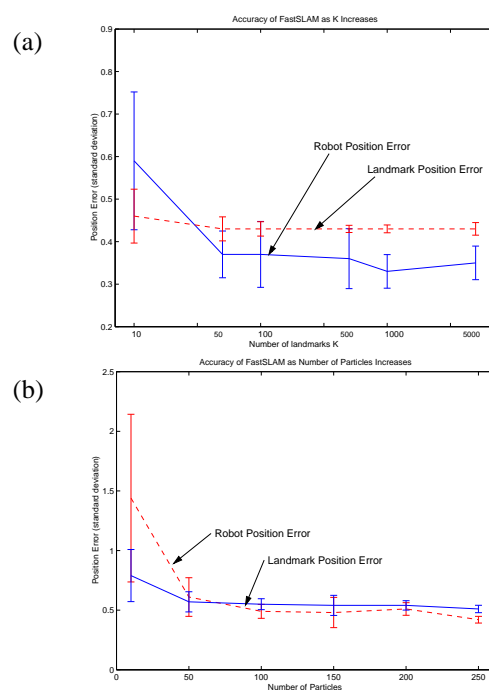 (a)
Accuracy of FastSLAM as K Increases
Position Error (standard deviation)
0.9
0.8
0.7
0.6
0.5
0.4
0.3
0.2
Robot Position Error
Landmark Position Error
10 50 100 500 1000 5000
Number of landmarks K
(b)
Accuracy of FastSLAM as Number of Particles Increases
Position Error (standard deviation)
2.5
2
1.5
1
0.5
0
Robot Position Error
Landmark Position Error
0 50 100 150 200 250
Number of Particles